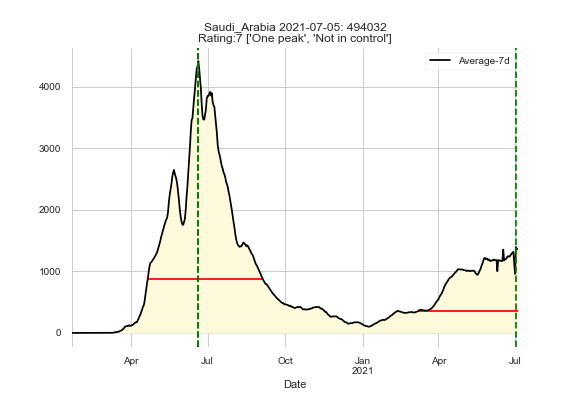 Saudi_Arabia 2021-07-05: 494032
Rating:7 ['One peak', 'Not in control']
Average-7d
4000
3000
2000
1000
0
Apr
Jul
Oct
Jan
2021
Apr
Jul
Date